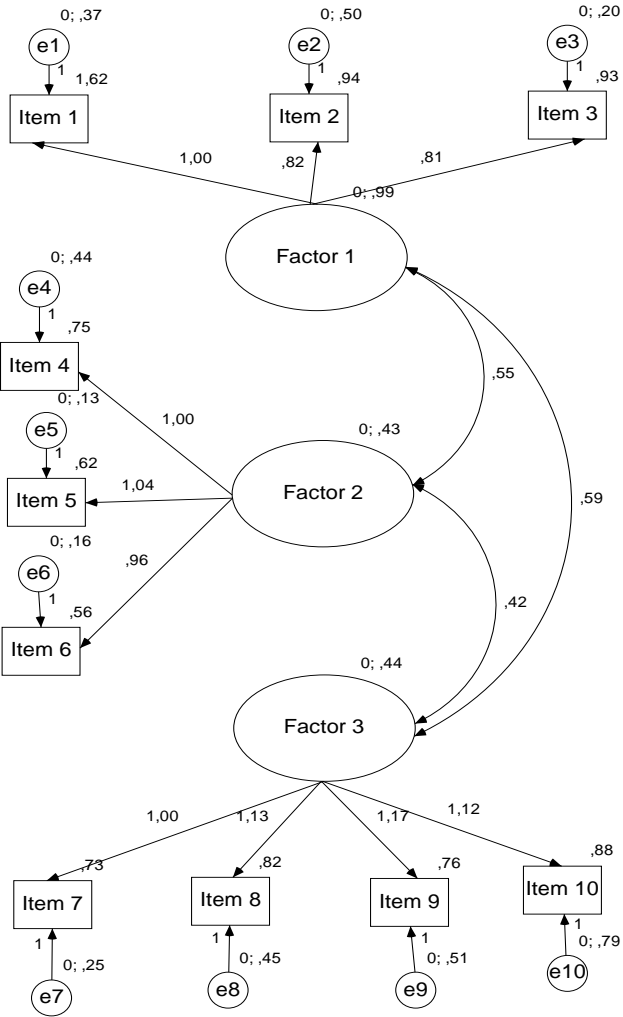 0; ,37
0; ,50
0; ,20
e1
e2
e3
1
1
1
1,62
,94
,93
Item 1
Item 2
Item 3
1,00
,82
,81
0; ,99
Factor 1
0; ,44
e4
1
,75
Item 4
,55
0; ,13
1,00
0; ,43
e5
1
,62
Item 5
1,04
Factor 2
,59
0; ,16
,96
e6
1
,56
,42
Item 6
0; ,44
Factor 3
1,00
1,13
1,17
1,12
,73
,82
,76
,88
Item 7
Item 8
Item 9
Item 10
1
1
1
1
0; ,25
0; ,45
0; ,51
0; ,79
e7
e8
e9
e10